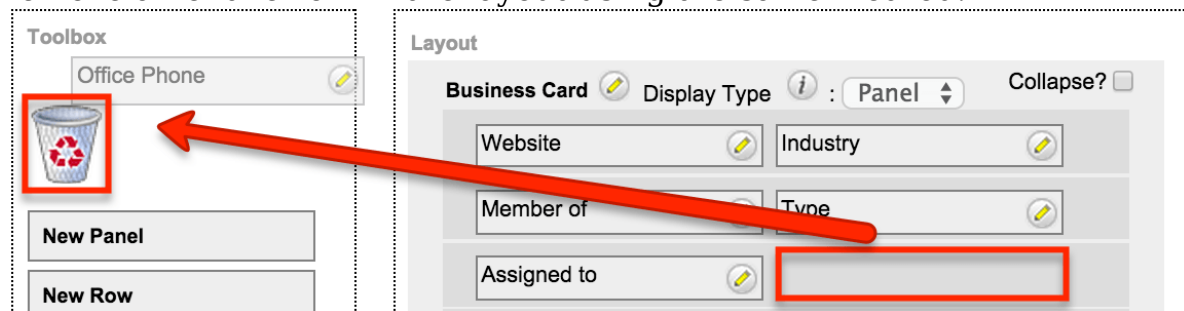 Toolbox
Office Phone
New Panel
New Row
Layout
Business Card Display Type i : Panel Collapse?
Website Industry
Member of Type
Assigned to